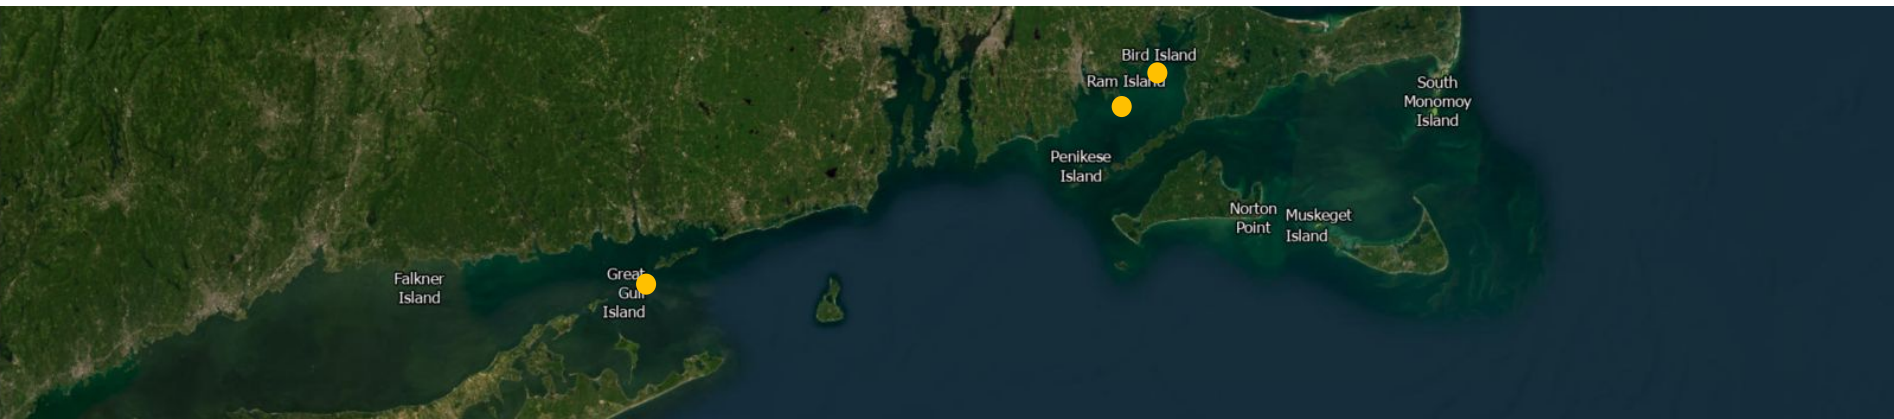 Bird Island
Ram Island
South
Monomoy
Island
Penikese
Island
Norton
Point
Muskeget
Island
Falkner
Island
Great
Gull
Island